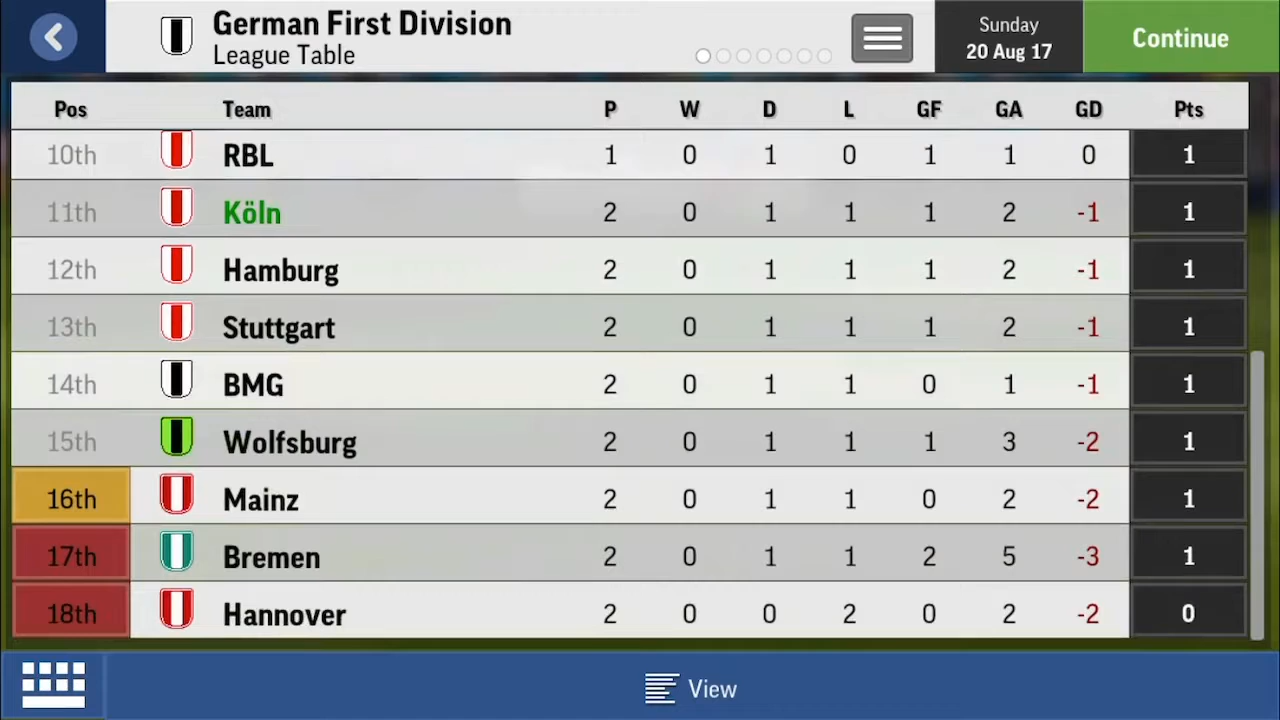 German First Division
League Table
Sunday
20 Aug 17
Continue
Pos Team P W D L GF GA GD Pts
10th RBL 1 0 1 0 1 1 0 1
11th Köln 2 0 1 1 1 2 -1 1
12th Hamburg 2 0 1 1 1 2 -1 1
13th Stuttgart 2 0 1 1 1 2 -1 1
14th BMG 2 0 1 1 0 1 -1 1
15th Wolfsburg 2 0 1 1 1 3 -2 1
16th Mainz 2 0 1 1 0 2 -2 1
17th Bremen 2 0 1 1 2 5 -3 1
18th Hannover 2 0 0 2 0 2 -2 0
View